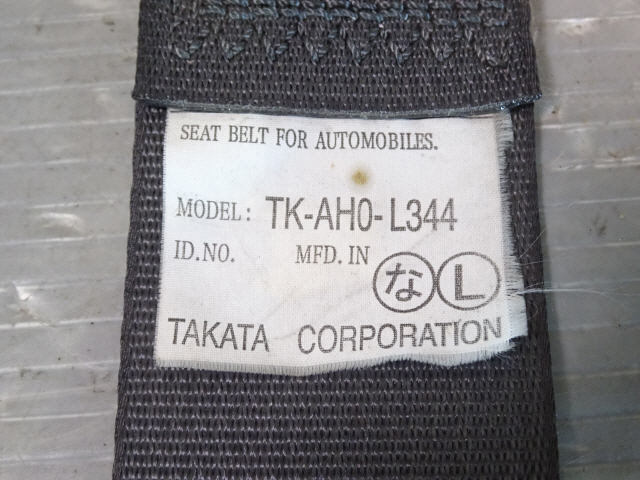 SEAT BELT FOR AUTOMOBILES.
MODEL: TK-AH0-L344
ID.NO. MFD. IN
な L
TAKATA CORPORATION